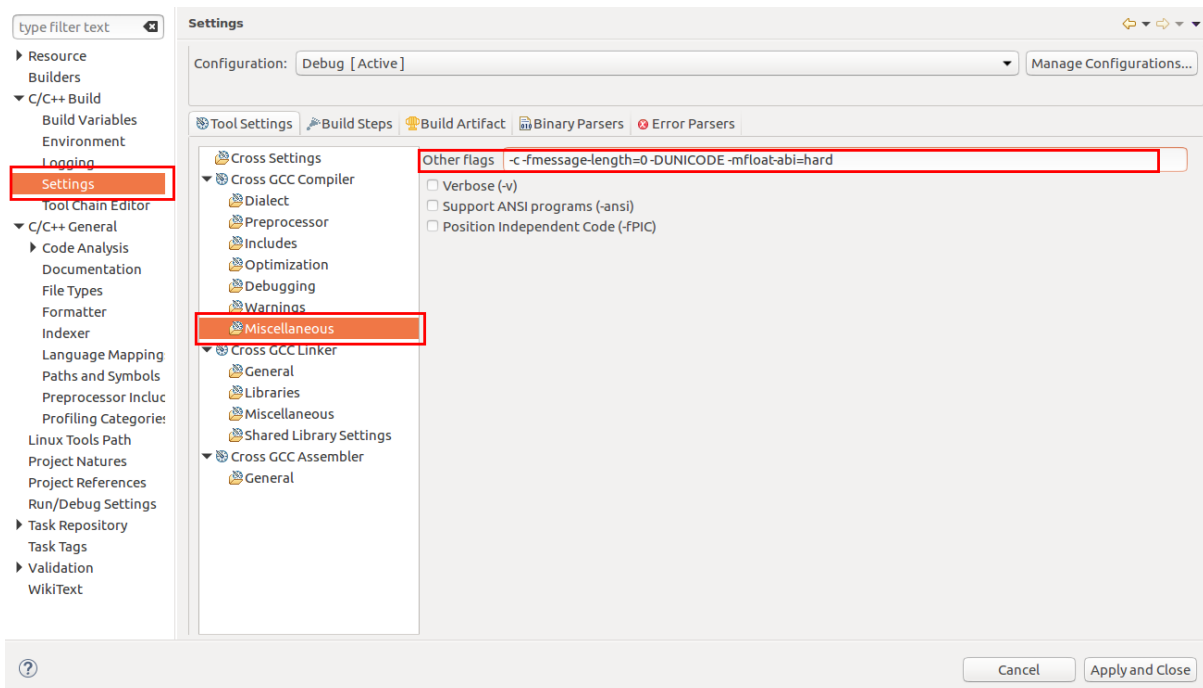 type filter text
Resource
Builders
C/C++ Build
Build Variables
Environment
Logging
Settings
Tool Chain Editor
C/C++ General
Code Analysis
Documentation
File Types
Formatter
Indexer
Language Mapping
Paths and Symbols
Preprocessor Incluc
Profiling Categories
Linux Tools Path
Project Natures
Project References
Run/Debug Settings
Task Repository
Task Tags
Validation
WikiText
Settings
Configuration: Debug [ Active ] Manage Configurations...
Tool Settings Build Steps Build Artifact Binary Parsers Error Parsers
Cross Settings
Cross GCC Compiler
Dialect
Preprocessor
Includes
Optimization
Debugging
Warnings
Miscellaneous
Cross GCC Linker
General
Libraries
Miscellaneous
Shared Library Settings
Cross GCC Assembler
General
Other flags -c -fmessage-length=0 -DUNICODE -mfloat-abi=hard
Verbose (-v)
Support ANSI programs (-ansi)
Position Independent Code (-fPIC)
? Cancel Apply and Close